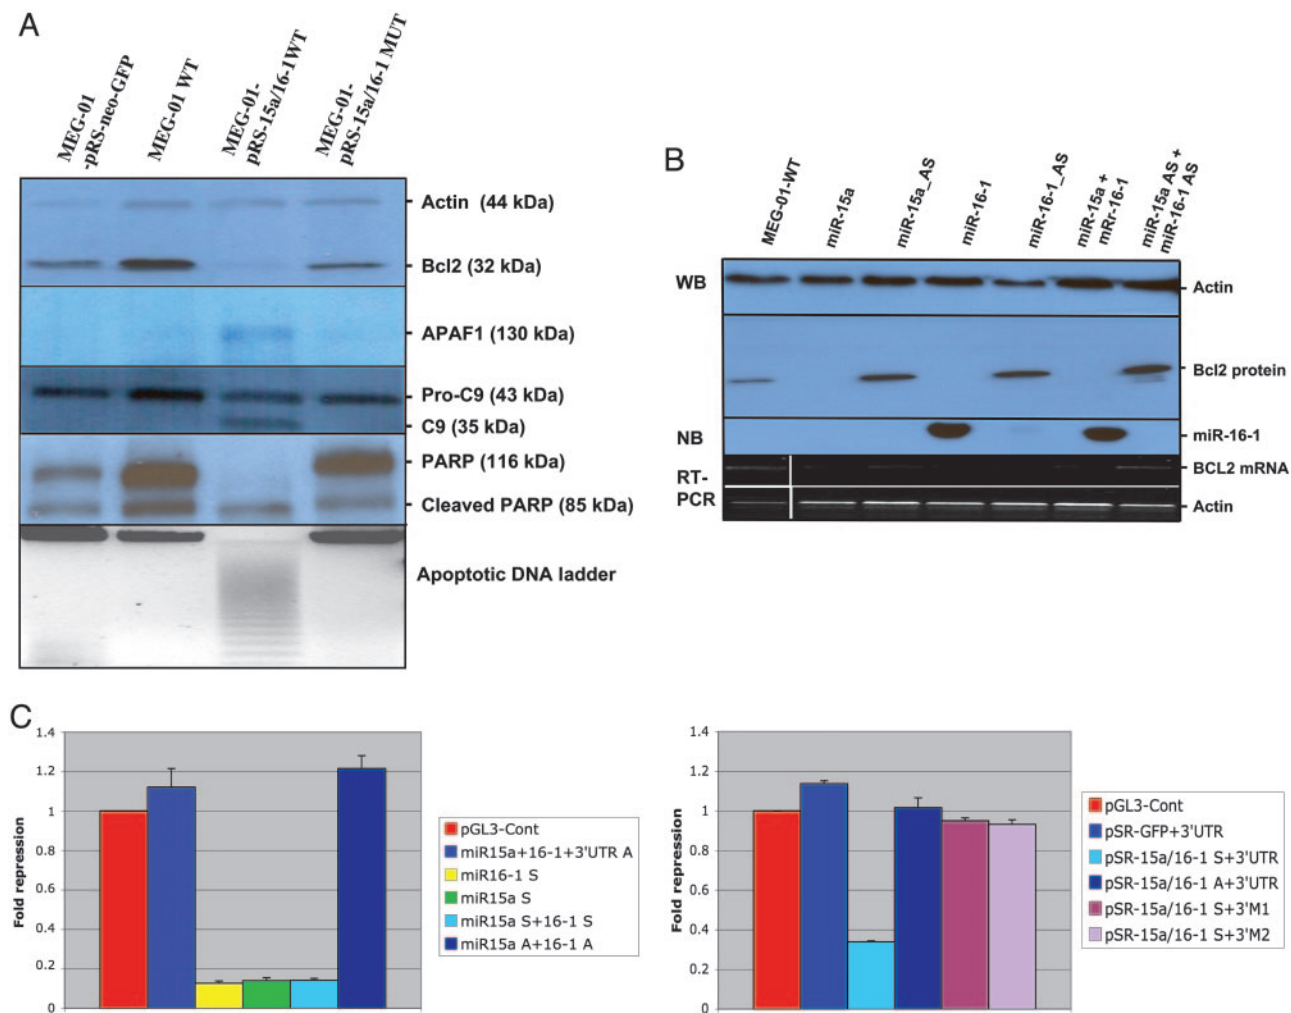 A
MEG-01
-pRS-neo-GFP
MEG-01 WT
MEG-01-
pRS-15a/16-1WT
MEG-01-
pRS-15a/16-1 MUT
Actin (44 kDa)
Bcl2 (32 kDa)
APAF1 (130 kDa)
Pro-C9 (43 kDa)
C9 (35 kDa)
PARP (116 kDa)
Cleaved PARP (85 kDa)
Apoptotic DNA ladder
B
MEG-01-WT
miR-15a
miR-15a_AS
miR-16-1
miR-16-1_AS
miR-15a +
mRr-16-1
miR-15a AS +
miR-16-1 AS
WB
Actin
Bcl2 protein
NB
miR-16-1
RT-
PCR
BCL2 mRNA
Actin
C
Fold repression
1.4
1.2
1
0.8
0.6
0.4
0.2
0
pGL3-Cont
miR15a+16-1+3'UTR A
miR16-1 S
miR15a S
miR15a S+16-1 S
miR15a A+16-1 A
Fold repression
1.4
1.2
1
0.8
0.6
0.4
0.2
0
pGL3-Cont
pSR-GFP+3'UTR
pSR-15a/16-1 S+3'UTR
pSR-15a/16-1 A+3'UTR
pSR-15a/16-1 S+3'M1
pSR-15a/16-1 S+3'M2